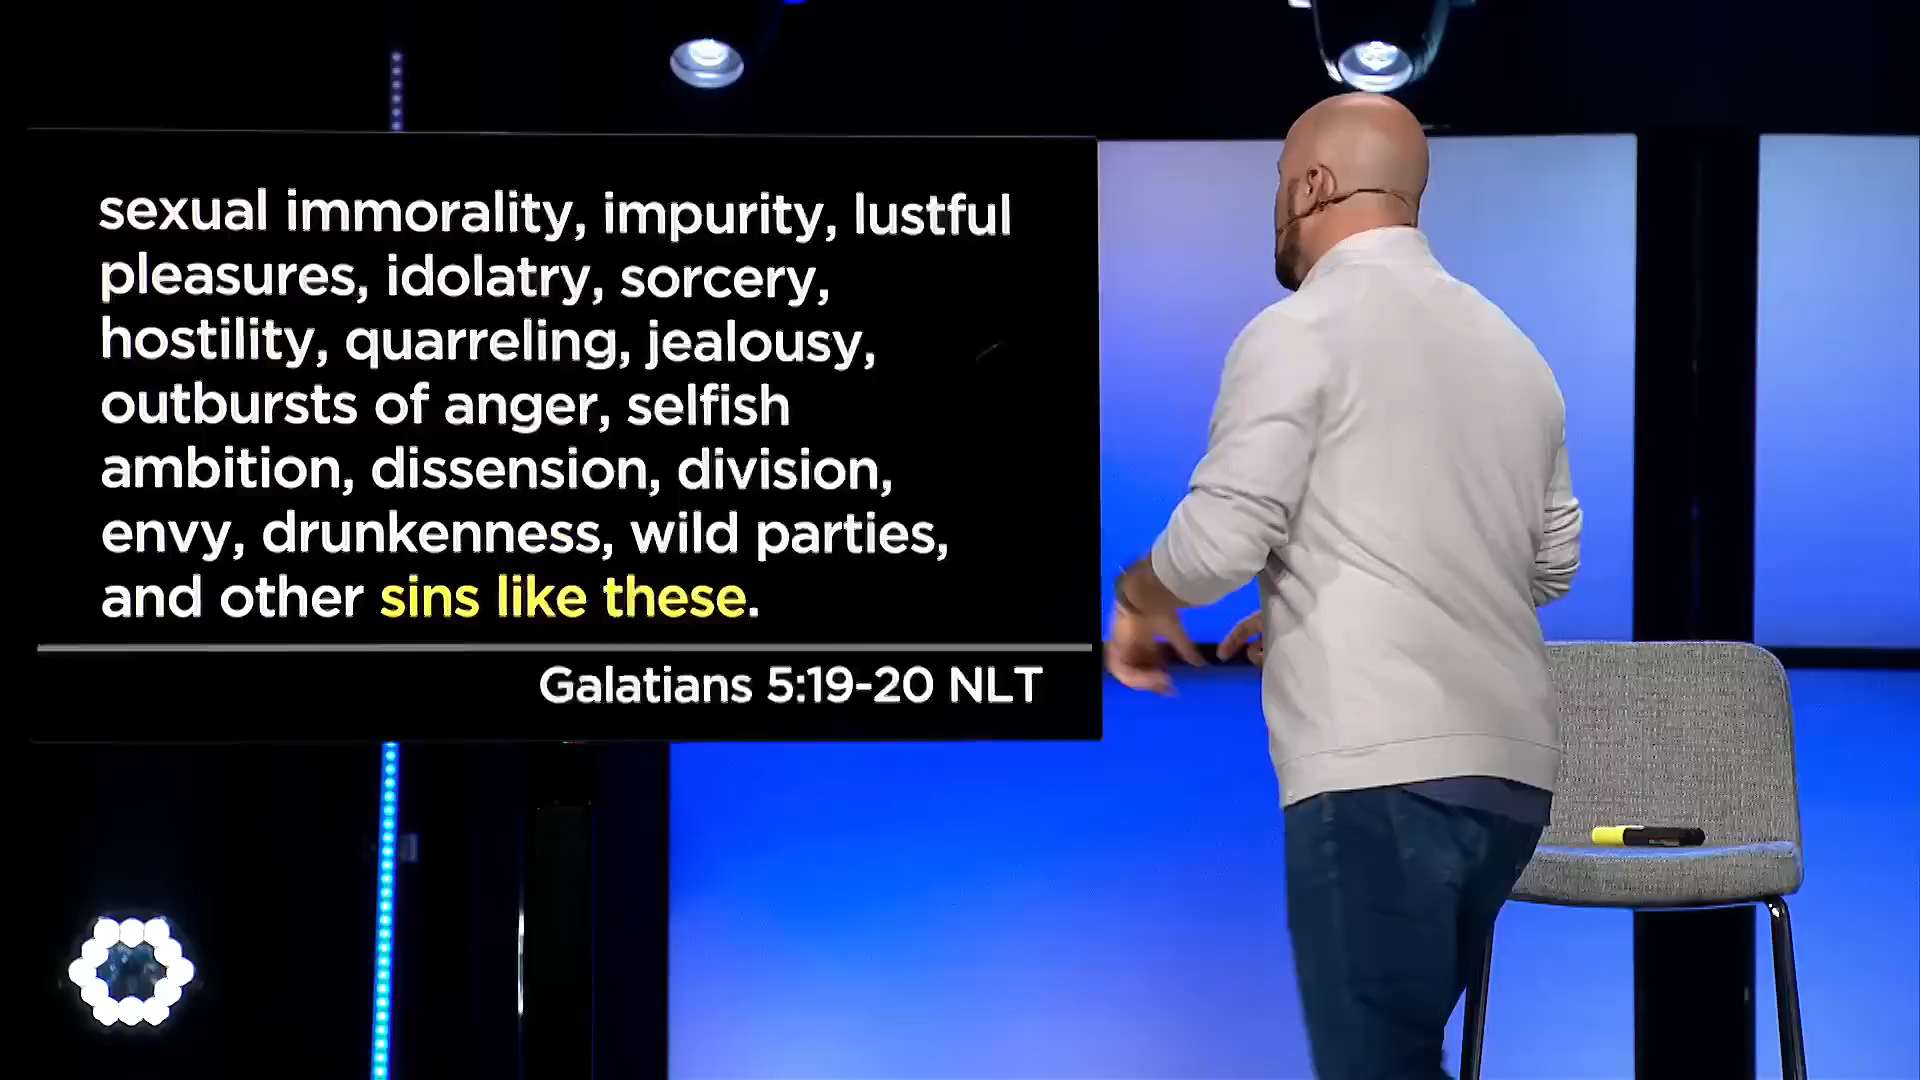 sexual immorality, impurity, lustful
pleasures, idolatry, sorcery,
hostility, quarreling, jealousy,
outbursts of anger, selfish
ambition, dissension, division,
envy, drunkenness, wild parties,
and other sins like these.
Galatians 5:19-20 NLT